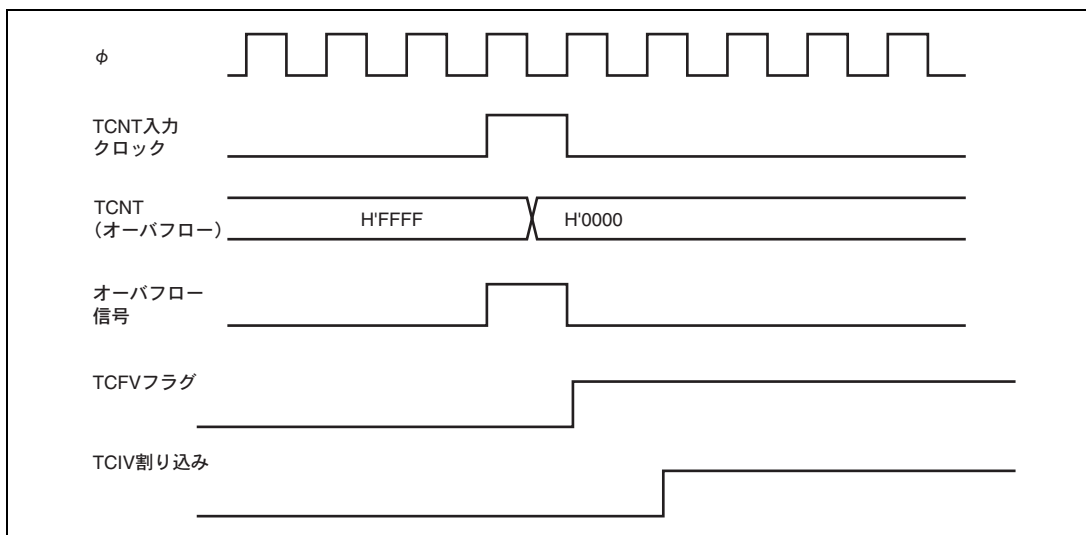 φ
TCNT入力
クロック
TCNT
(オーバフロー)
H'FFFF
H'0000
オーバフロー
信号
TCFVフラグ
TCIV割り込み